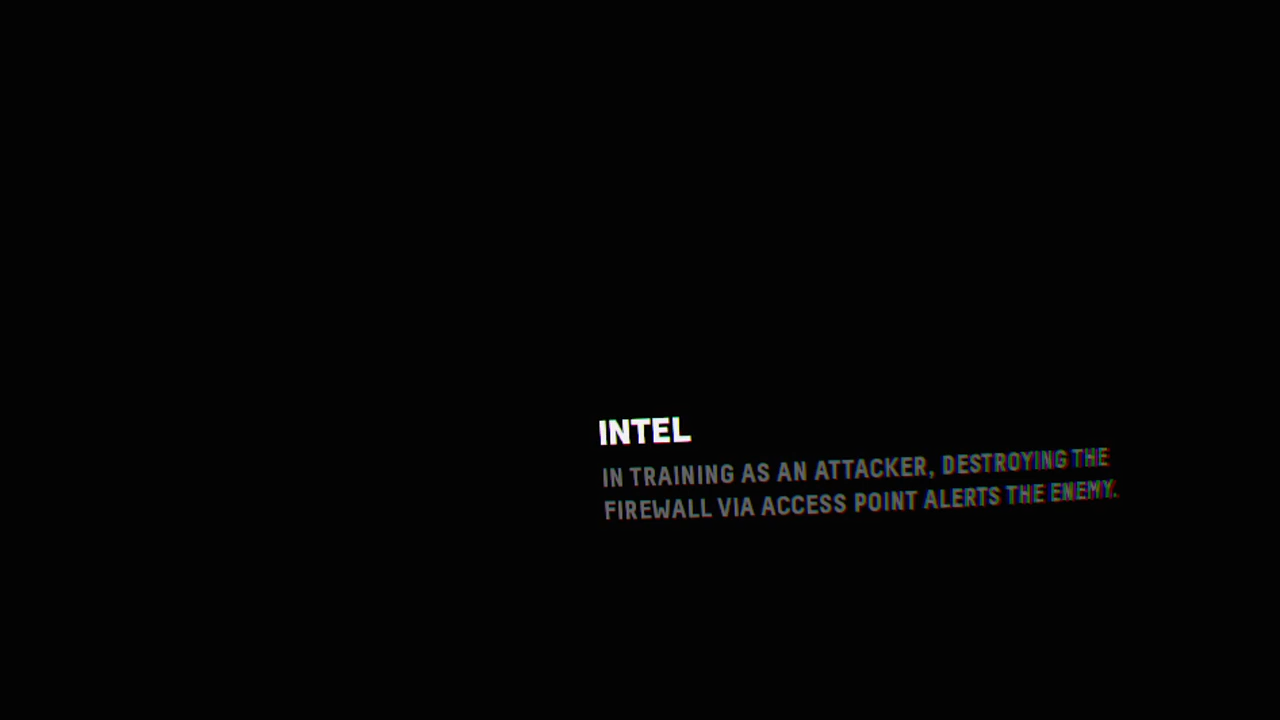 INTEL
IN TRAINING AS AN ATTACKER, DESTROYING THE
FIREWALL VIA ACCESS POINT ALERTS THE ENEMY.